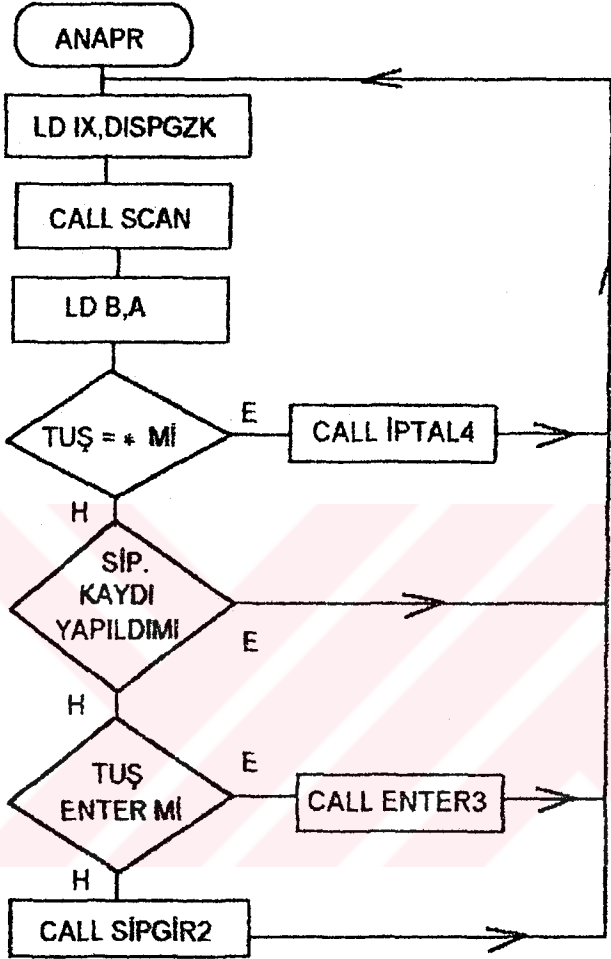 ANAPR
LD IX,DISPGZK
CALL SCAN
LD B,A
TUŞ = * Mİ
E
CALL İPTAL4
H
SİP.
KAYDI
YAPILDIMI
E
H
TUŞ
ENTER Mİ
E
CALL ENTER3
H
CALL SİPGİR2